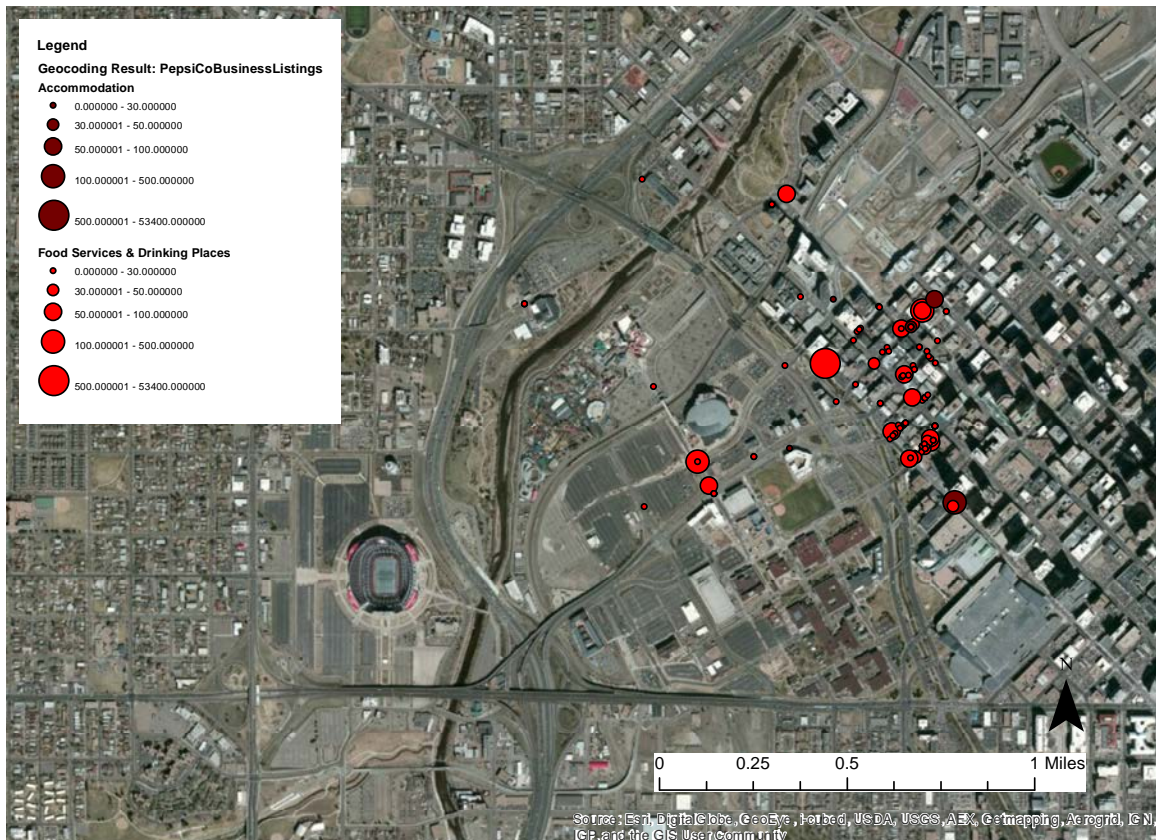 Legend
Geocoding Result: PepsiCoBusinessListings
Accommodation
0.000000 - 30.000000
30.000001 - 50.000000
50.000001 - 100.000000
100.000001 - 500.000000
500.000001 - 53400.000000
Food Services & Drinking Places
0.000000 - 30.000000
30.000001 - 50.000000
50.000001 - 100.000000
100.000001 - 500.000000
500.000001 - 53400.000000
N
0 0.25 0.5 1 Miles
Source: Esri, DigitalGlobe, GeoEye, i-cubed, USDA, USGS, AEX, Getmapping, Aerogrid, IGN,
IGP, and the GIS User Community